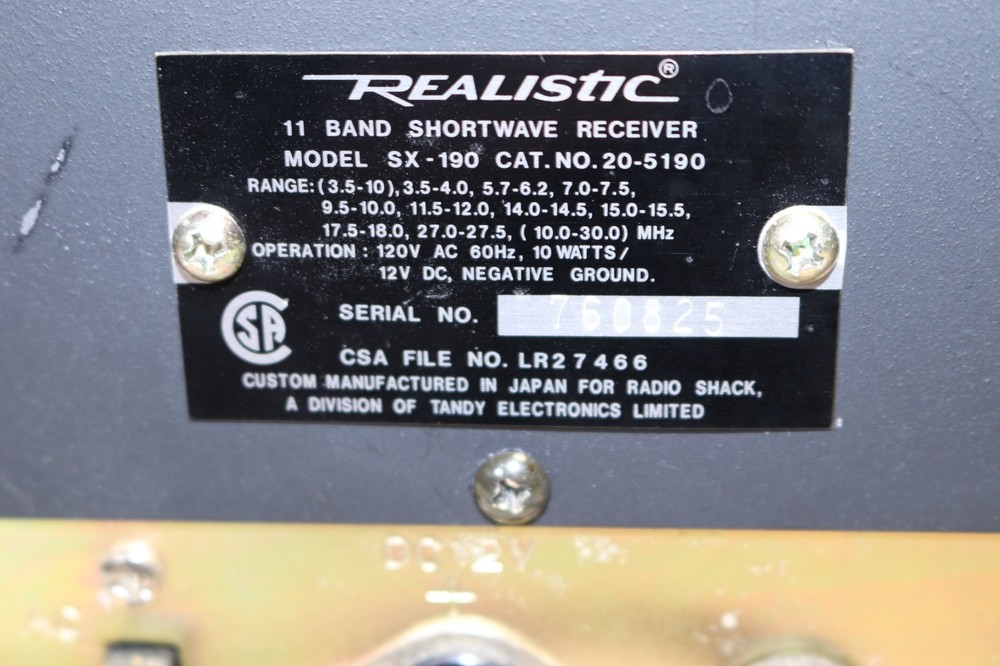 REALISTIC®
11 BAND SHORTWAVE RECEIVER
MODEL SX-190 CAT.NO.20-5190
RANGE:(3.5-10),3.5-4.0, 5.7-6.2, 7.0-7.5,
9.5-10.0, 11.5-12.0, 14.0-14.5, 15.0-15.5,
17.5-18.0, 27.0-27.5, (10.0-30.0) MHz
OPERATION : 120V AC 60Hz, 10 WATTS/
12V DC, NEGATIVE GROUND.
SERIAL NO. 760825
CSA
CSA FILE NO. LR27466
CUSTOM MANUFACTURED IN JAPAN FOR RADIO SHACK,
A DIVISION OF TANDY ELECTRONICS LIMITED
DC12V